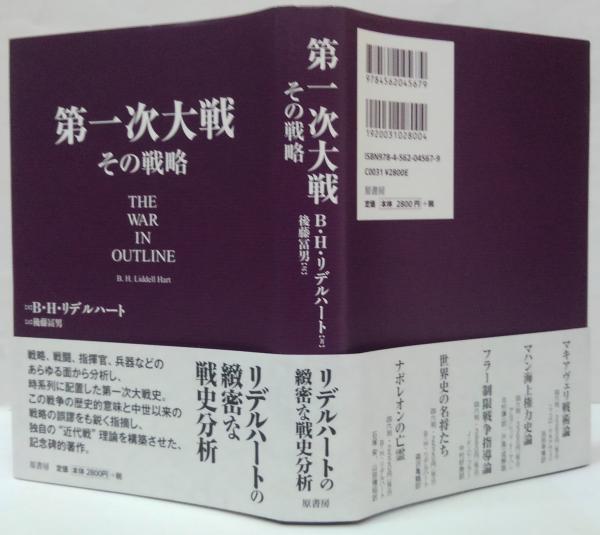 第一次大戦
その戦略
THE
WAR
IN
OUTLINE
B. H. Liddell Hart
[著]B・H・リデルハート
[訳]後藤冨男
戦略、戦闘、指揮官、兵器などの
あらゆる面から分析し、
時系列に配置した第一次大戦史。
この戦争の歴史的意味と中世以来の
戦略の誤謬をも鋭く指摘し、
独自の“近代戦”理論を構築させた、
記念碑的著作。
原書房
定価 本体 2800円+税
リデルハートの
緻密な
戦史分析
第一次大戦
その戦略
B・H・リデルハート[著]
後藤冨男[訳]
リデルハートの
緻密な戦史分析
原書房
9784562045679
1920031028004
ISBN978-4-562-04567-9
C0031 ¥2800E
原書房
定価 本体 2800円 +税
マキアヴェリ戦術論
マハン海上権力史論
フラー制限戦争指導論
世界史の名将たち
ナポレオンの亡霊